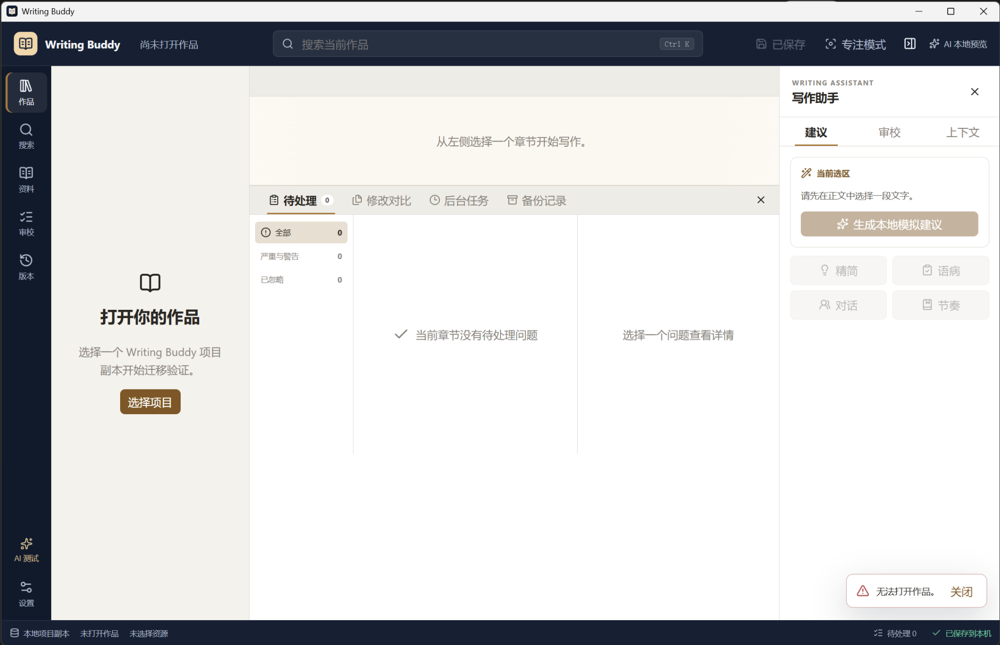 Writing Buddy
Writing Buddy
尚未打开作品
搜索当前作品
Ctrl K
已保存
专注模式
AI 本地预览
作品
搜索
资料
审校
版本
AI 测试
设置
打开你的作品
选择一个 Writing Buddy 项目
副本开始迁移验证。
选择项目
从左侧选择一个章节开始写作。
待处理 0
修改对比
后台任务
备份记录
全部 0
严重与警告 0
已忽略 0
当前章节没有待处理问题
选择一个问题查看详情
WRITING ASSISTANT
写作助手
建议
审校
上下文
当前选区
请先在正文中选择一段文字。
生成本地模拟建议
精简
语病
对话
节奏
无法打开作品。
关闭
本地项目副本
未打开作品
未选择资源
待处理 0
已保存到本机